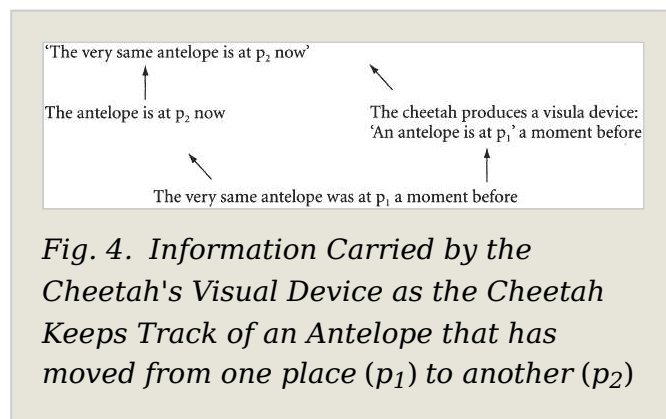 ‘The very same antelope is at p₂ now’
The antelope is at p₂ now
The cheetah produces a visula device:
‘An antelope is at p₁’ a moment before
The very same antelope was at p₁ a moment before
Fig. 4. Information Carried by the
Cheetah's Visual Device as the Cheetah
Keeps Track of an Antelope that has
moved from one place (p₁) to another (p₂)